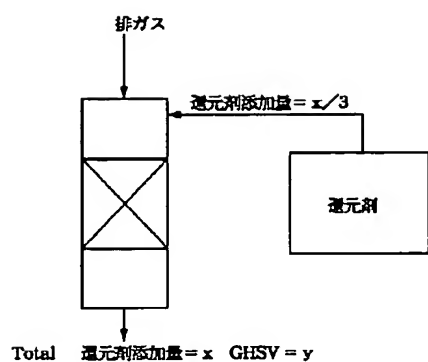 排ガス
還元剤添加量 = x/3
還元剤
Total 還元剤添加量 = x GHSV = y